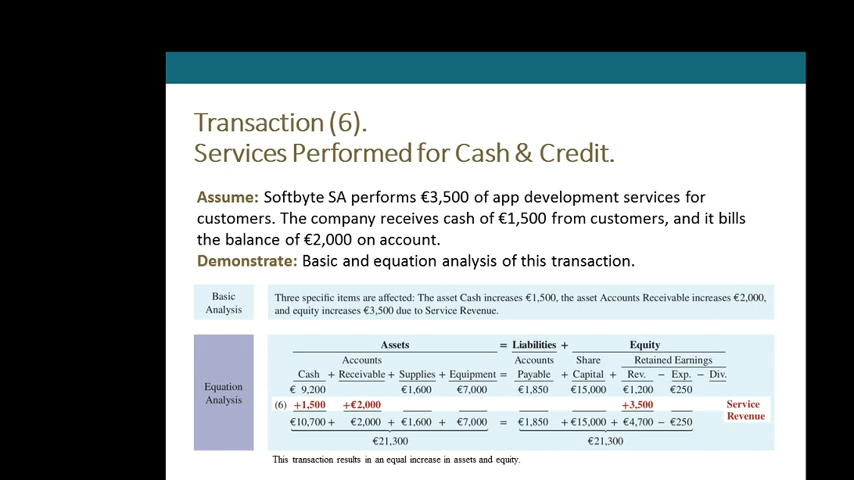 Transaction (6).
Services Performed for Cash & Credit.
Assume: Softbyte SA performs €3,500 of app development services for
customers. The company receives cash of €1,500 from customers, and it bills
the balance of €2,000 on account.
Demonstrate: Basic and equation analysis of this transaction.
Basic
Analysis
Three specific items are affected: The asset Cash increases €1,500, the asset Accounts Receivable increases €2,000,
and equity increases €3,500 due to Service Revenue.
Equation
Analysis
Assets = Liabilities + Equity
Accounts Accounts Share Retained Earnings
Cash + Receivable + Supplies + Equipment = Payable + Capital + Rev. − Exp. − Div.
€ 9,200 €1,600 €7,000 €1,850 €15,000 €1,200 €250
(6) +1,500 +€2,000 +3,500 Service
Revenue
€10,700 + €2,000 + €1,600 + €7,000 = €1,850 + €15,000 + €4,700 − €250
€21,300 €21,300
This transaction results in an equal increase in assets and equity.